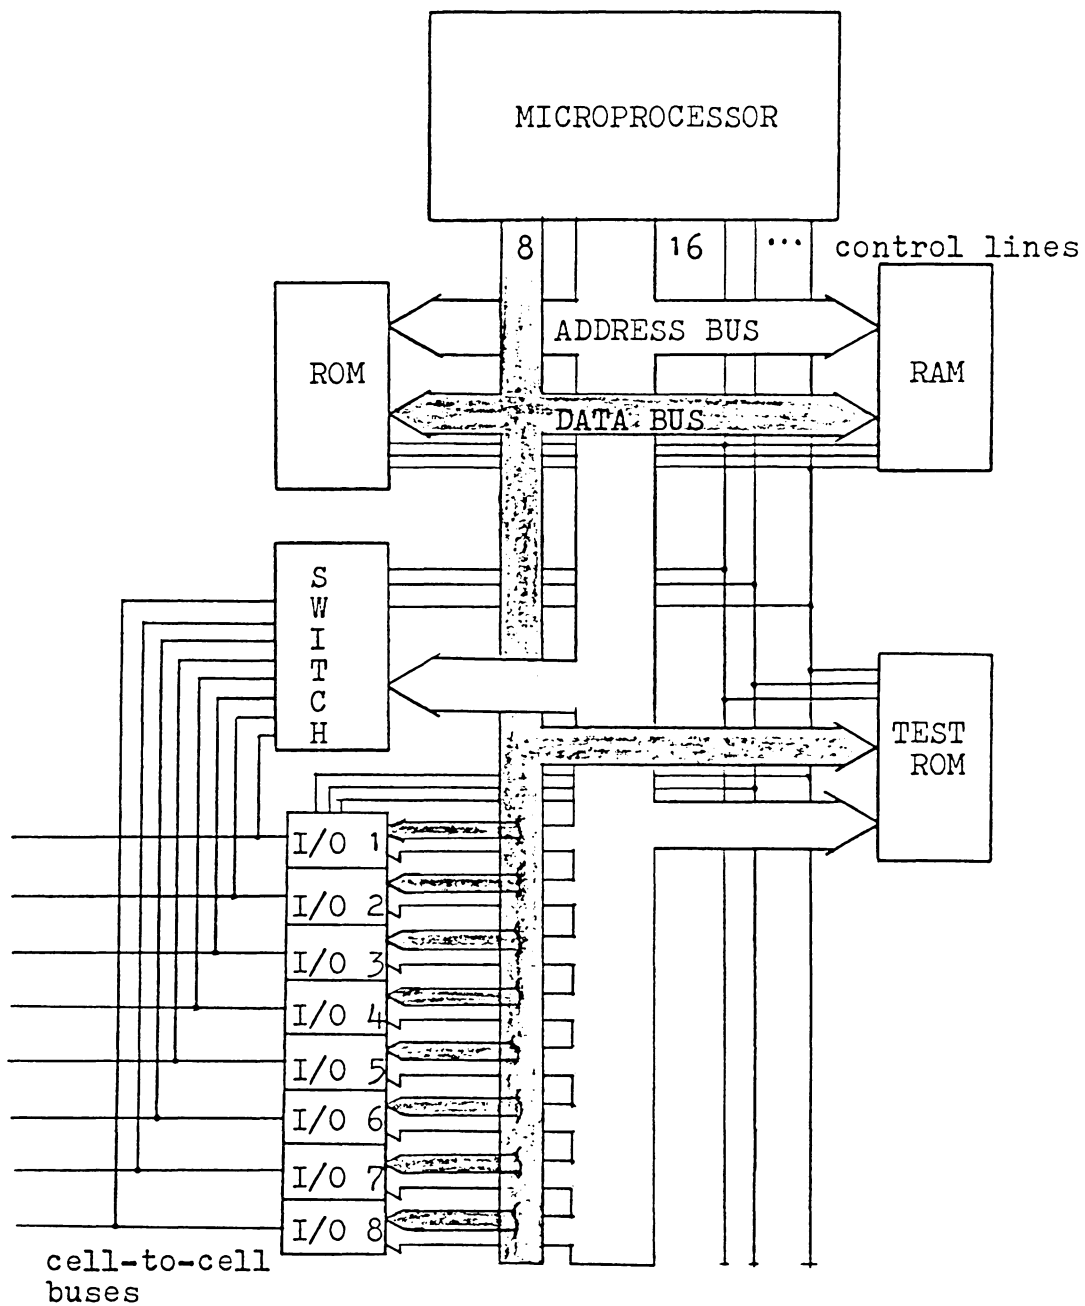 MICROPROCESSOR
8
16
...
control lines
ROM
ADDRESS BUS
RAM
DATA BUS
SWITCH
TEST
ROM
I/O 1
I/O 2
I/O 3
I/O 4
I/O 5
I/O 6
I/O 7
I/O 8
cell-to-cell
buses